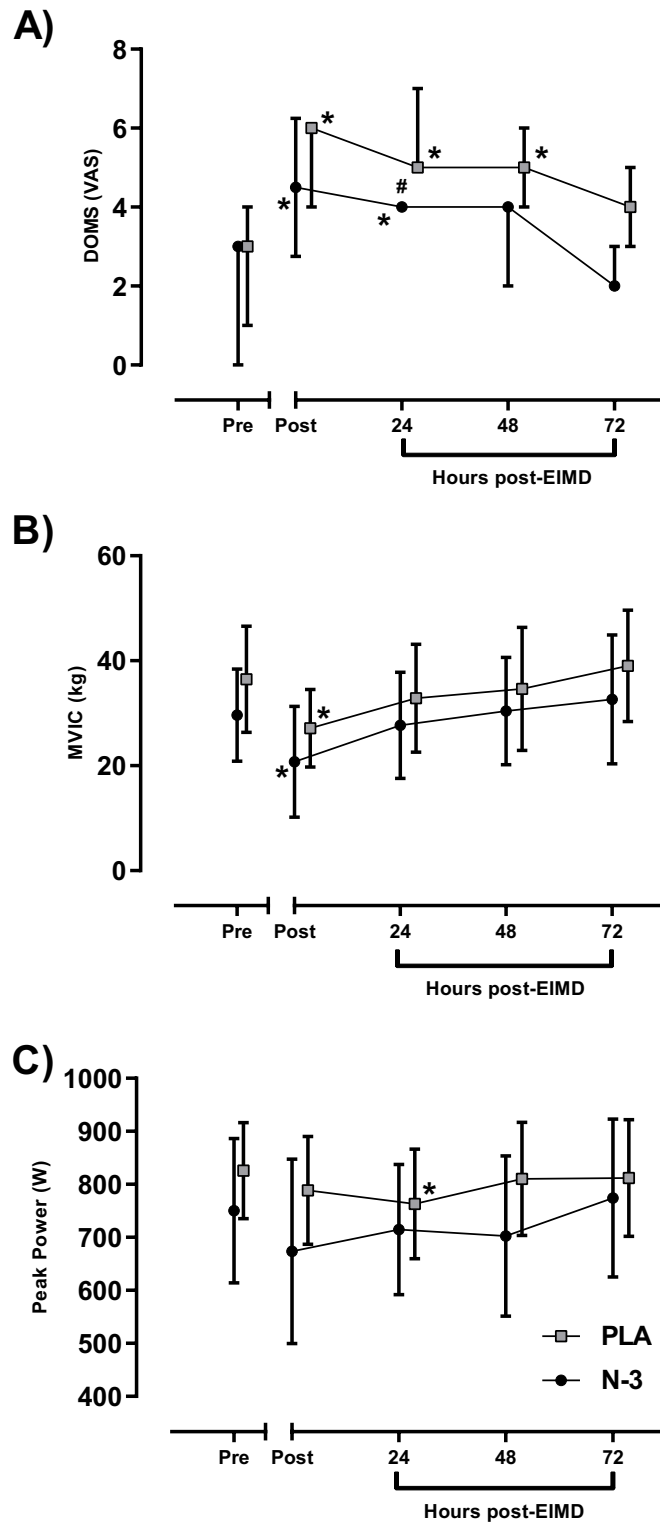 A)
8
6
4
2
0
DOMS (VAS)
*
*
*
*
#
*
Pre Post 24 48 72
Hours post-EIMD
B)
60
40
20
0
MVIC (kg)
*
*
Pre Post 24 48 72
Hours post-EIMD
C)
1000
900
800
700
600
500
400
Peak Power (W)
*
PLA
N-3
Pre Post 24 48 72
Hours post-EIMD